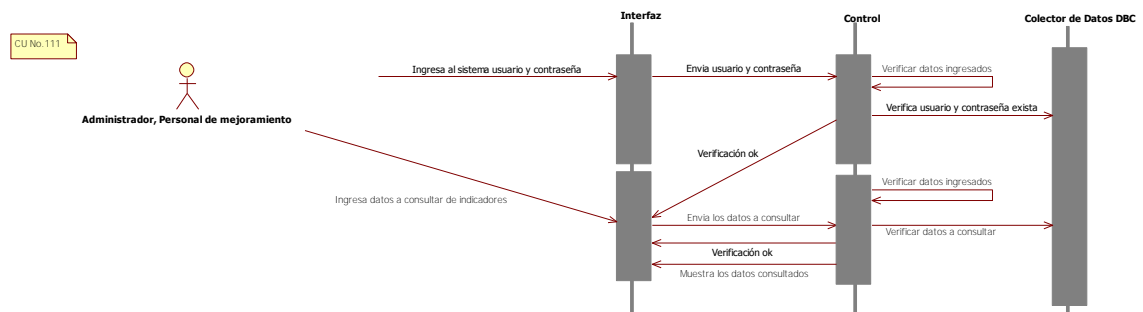 Interfaz
Control
Colector de Datos DBC
CU No.111
Ingresa al sistema usuario y contraseña
Envia usuario y contraseña
Verificar datos ingresados
Verifica usuario y contraseña exista
Administrador, Personal de mejoramiento
Verificación ok
Verificar datos ingresados
Ingresa datos a consultar de indicadores
Envia los datos a consultar
Verificar datos a consultar
Verificación ok
Muestra los datos consultados